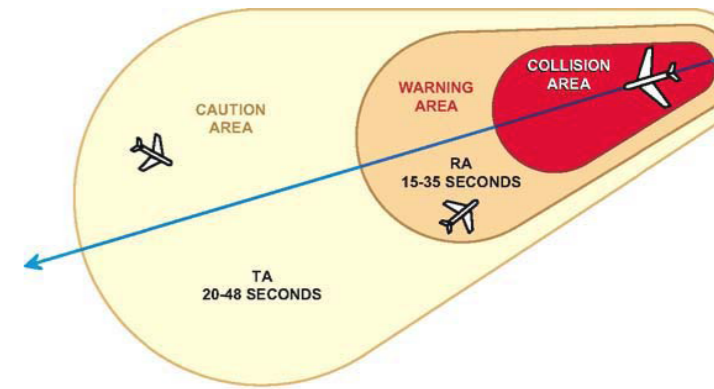 COLLISION
AREA
WARNING
AREA
CAUTION
AREA
RA
15-35 SECONDS
TA
20-48 SECONDS